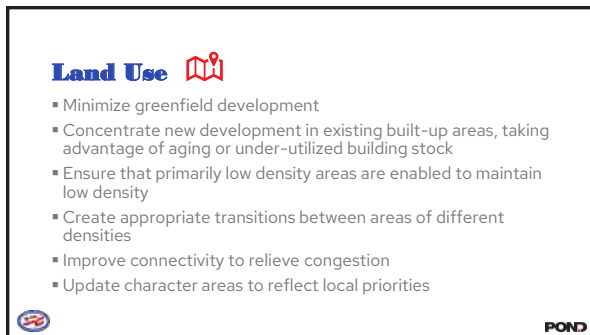 Land Use
▪ Minimize greenfield development
▪ Concentrate new development in existing built-up areas, taking
advantage of aging or under-utilized building stock
▪ Ensure that primarily low density areas are enabled to maintain
low density
▪ Create appropriate transitions between areas of different
densities
▪ Improve connectivity to relieve congestion
▪ Update character areas to reflect local priorities
POND